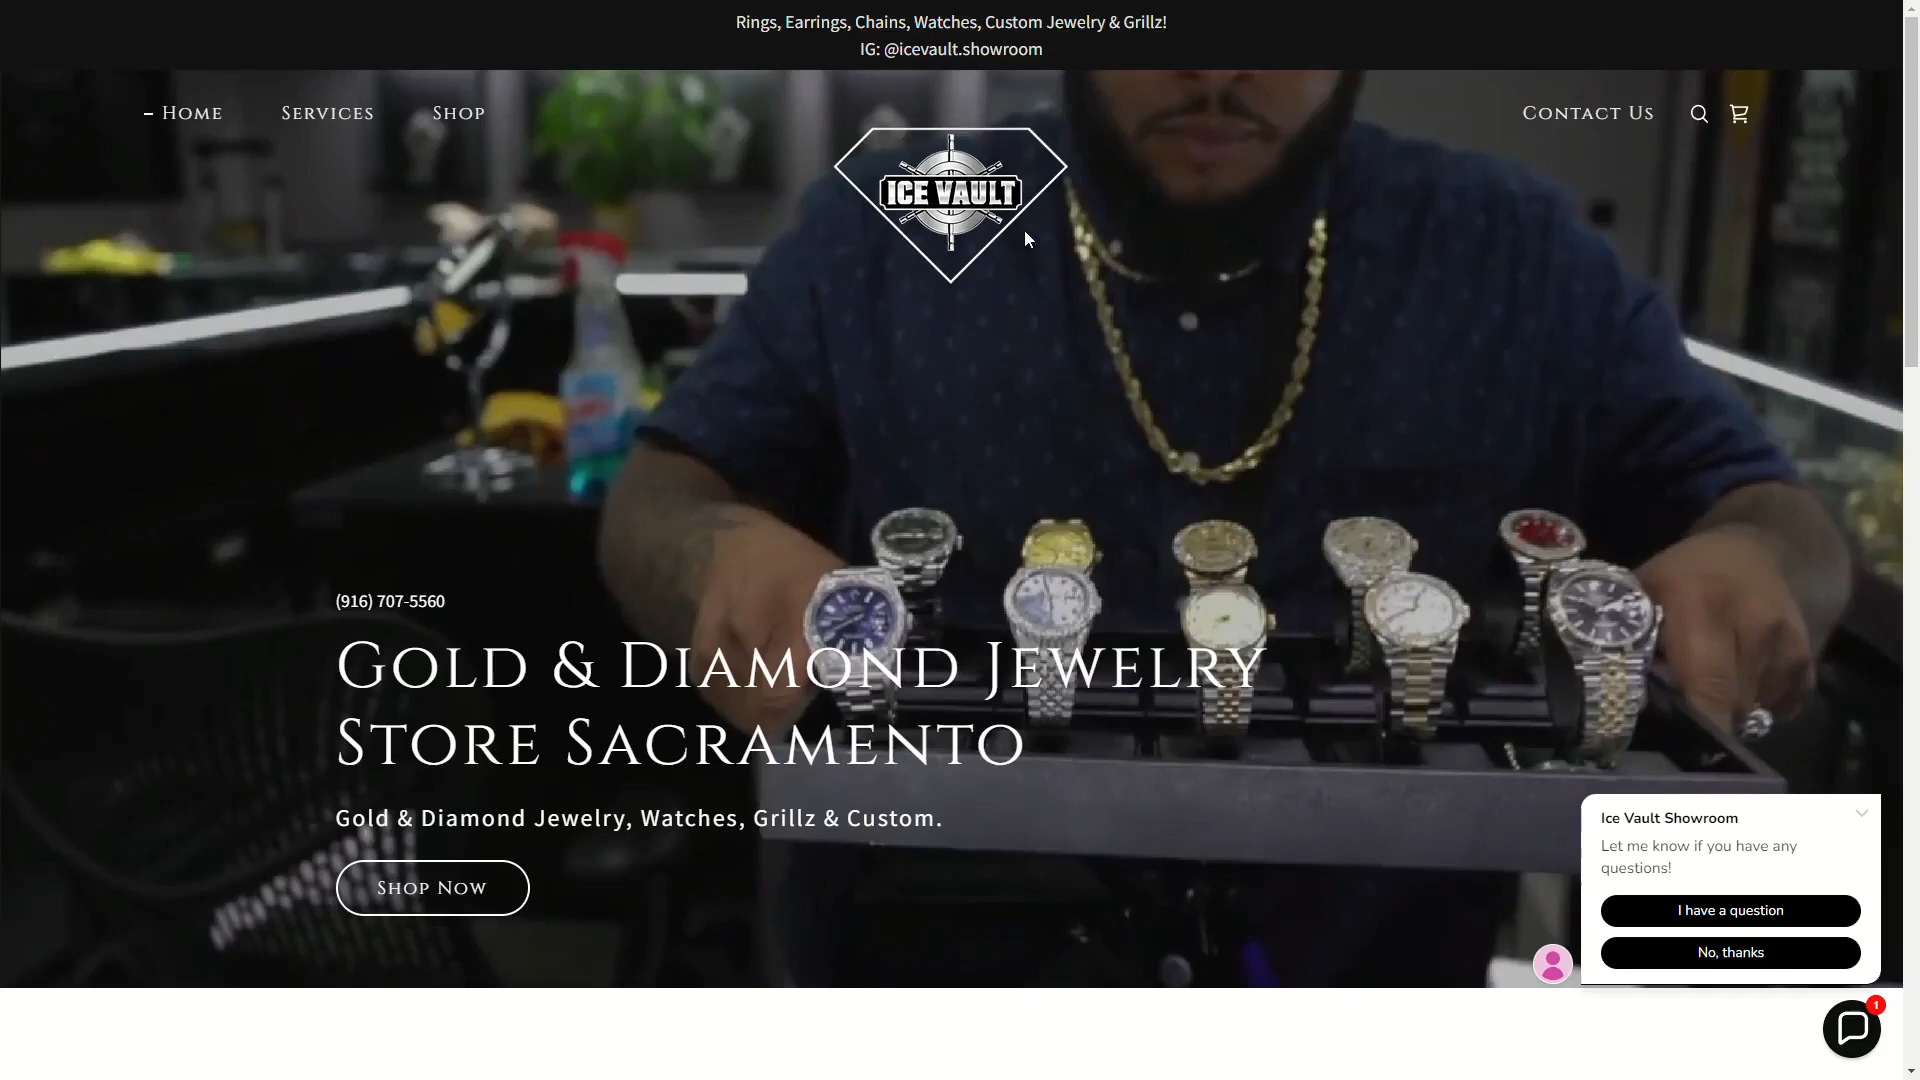 Rings, Earrings, Chains, Watches, Custom Jewelry & Grillz!
IG: @icevault.showroom
Home
Services
Shop
Contact Us
ICE VAULT
(916) 707-5560
Gold & Diamond Jewelry
Store Sacramento
Gold & Diamond Jewelry, Watches, Grillz & Custom.
Shop Now
Ice Vault Showroom
Let me know if you have any
questions!
I have a question
No, thanks
1